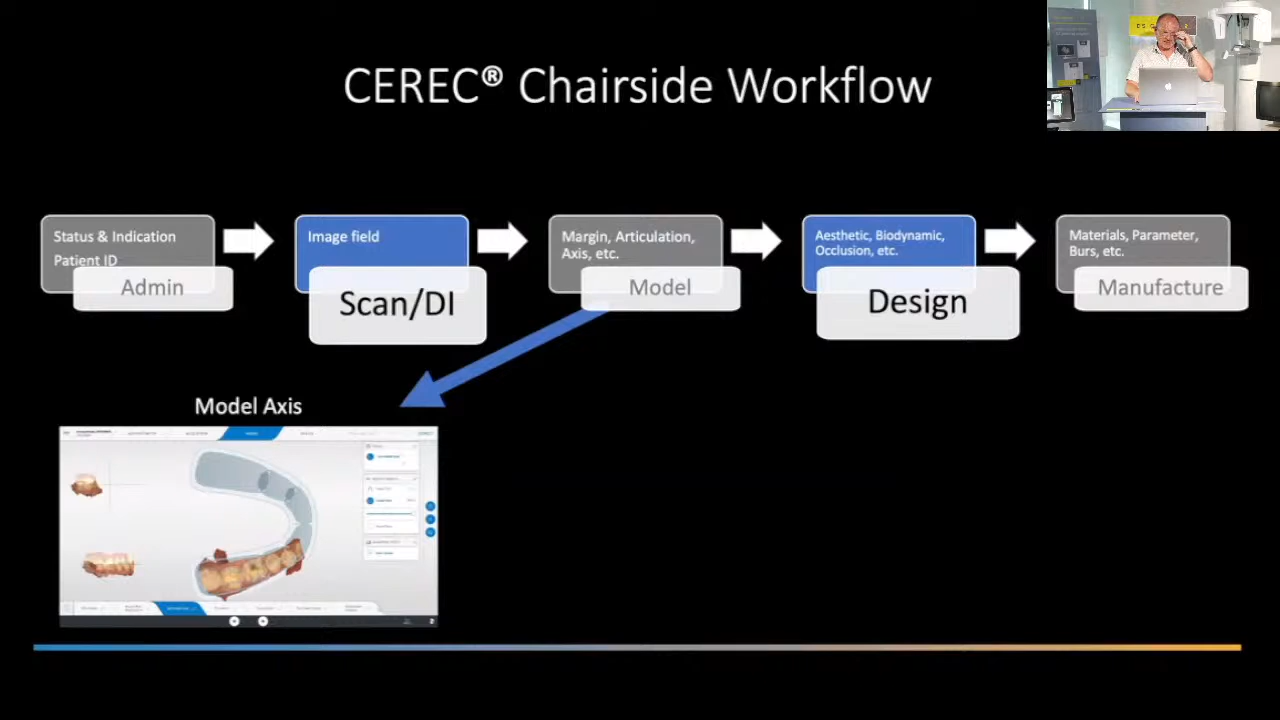 CEREC® Chairside Workflow
Status & Indication
Patient ID
Admin
Image field
Scan/DI
Margin, Articulation,
Axis, etc.
Model
Aesthetic, Biodynamic,
Occlusion, etc.
Design
Materials, Parameter,
Burs, etc.
Manufacture
Model Axis